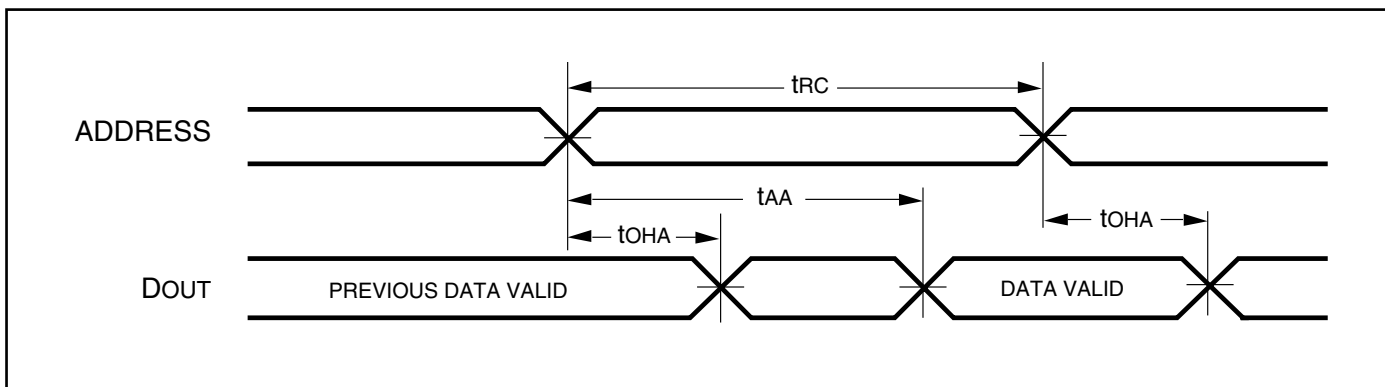 tRC
ADDRESS
tAA
tOHA
tOHA
DOUT
PREVIOUS DATA VALID
DATA VALID